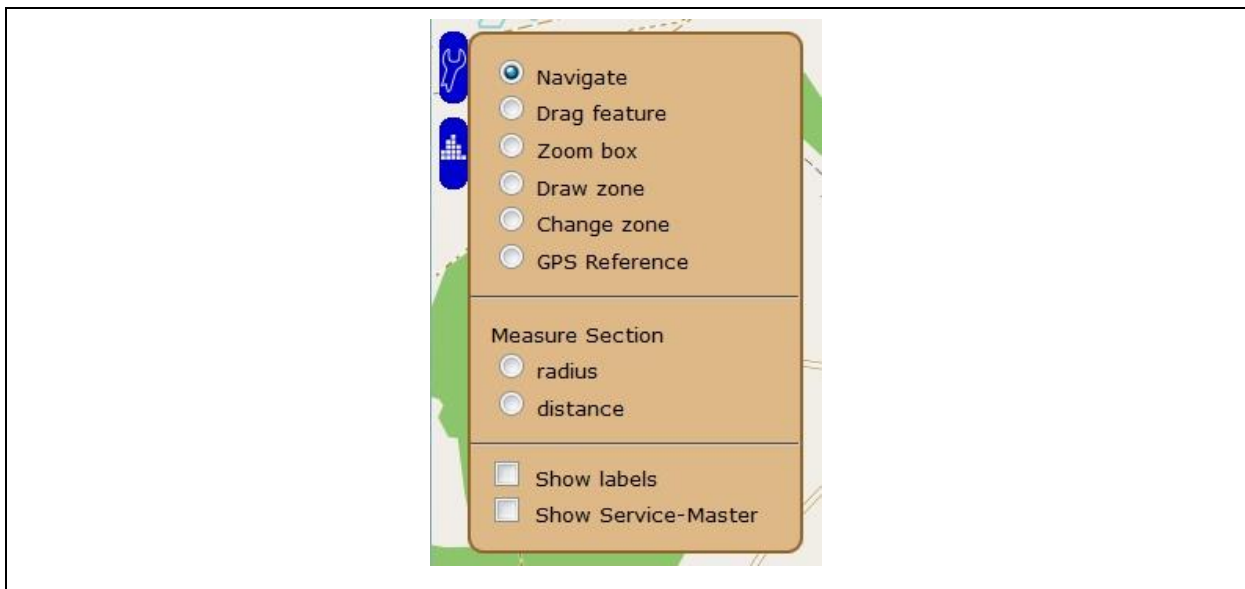 Navigate
Drag feature
Zoom box
Draw zone
Change zone
GPS Reference
Measure Section
radius
distance
Show labels
Show Service-Master